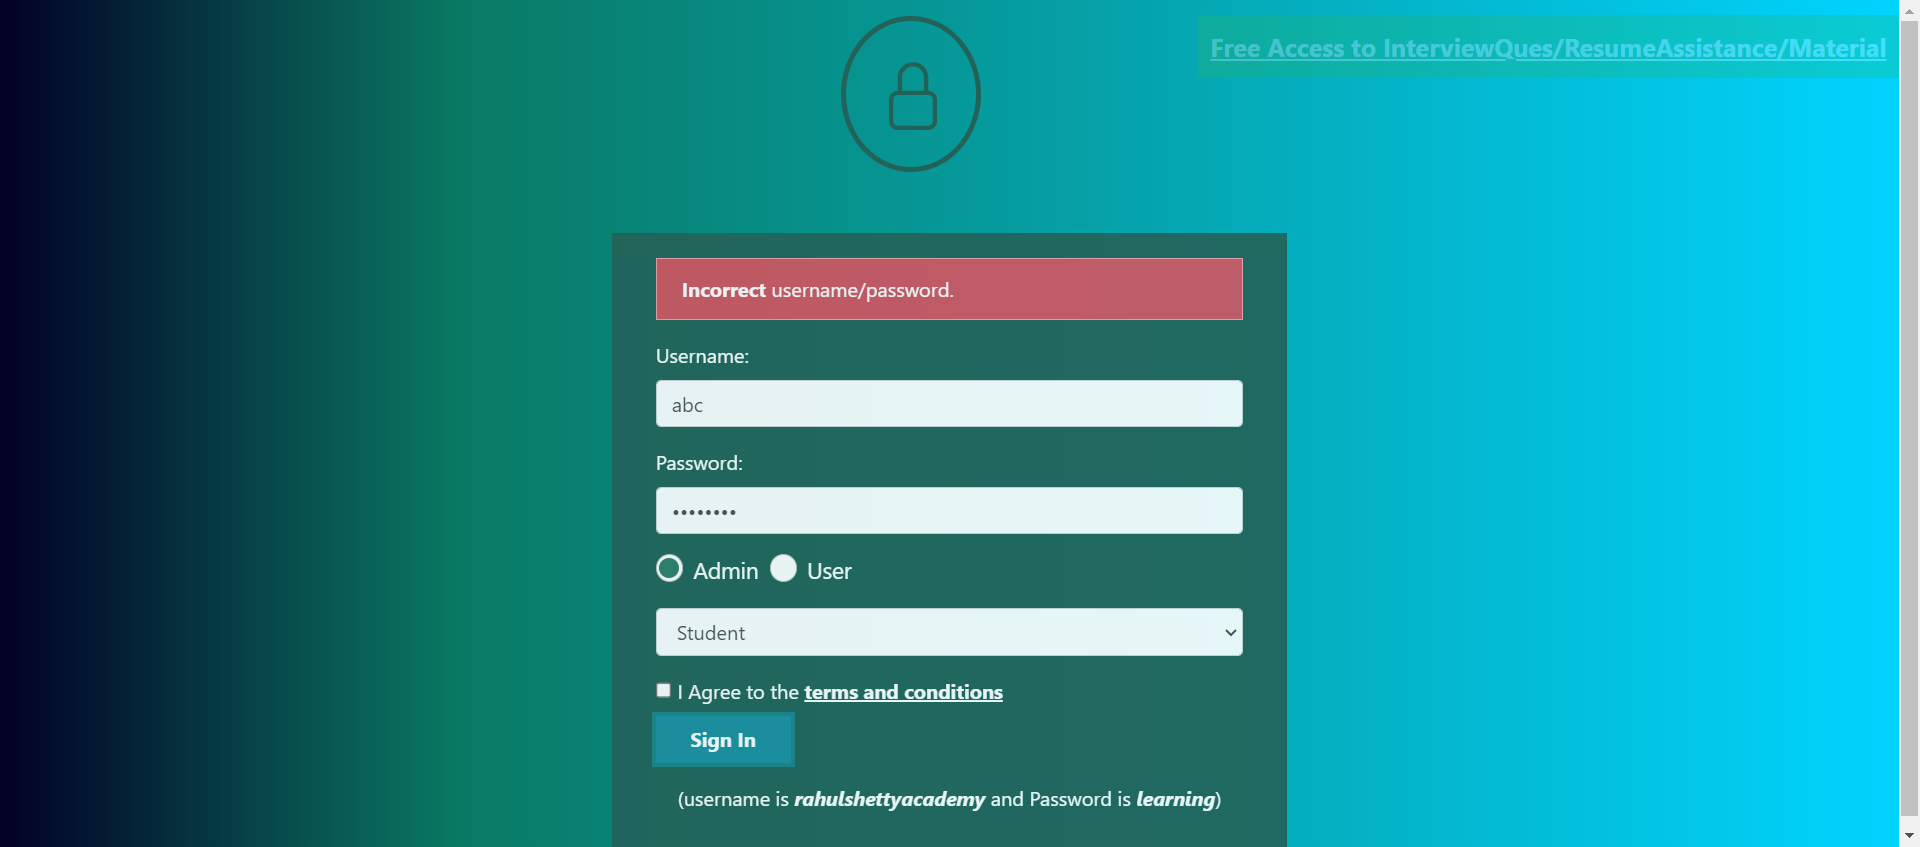 Free Access to InterviewQues/ResumeAssistance/Material
Incorrect username/password.
Username:
abc
Password:
••••••••
Admin User
Student
I Agree to the terms and conditions
Sign In
(username is rahulshettyacademy and Password is learning)